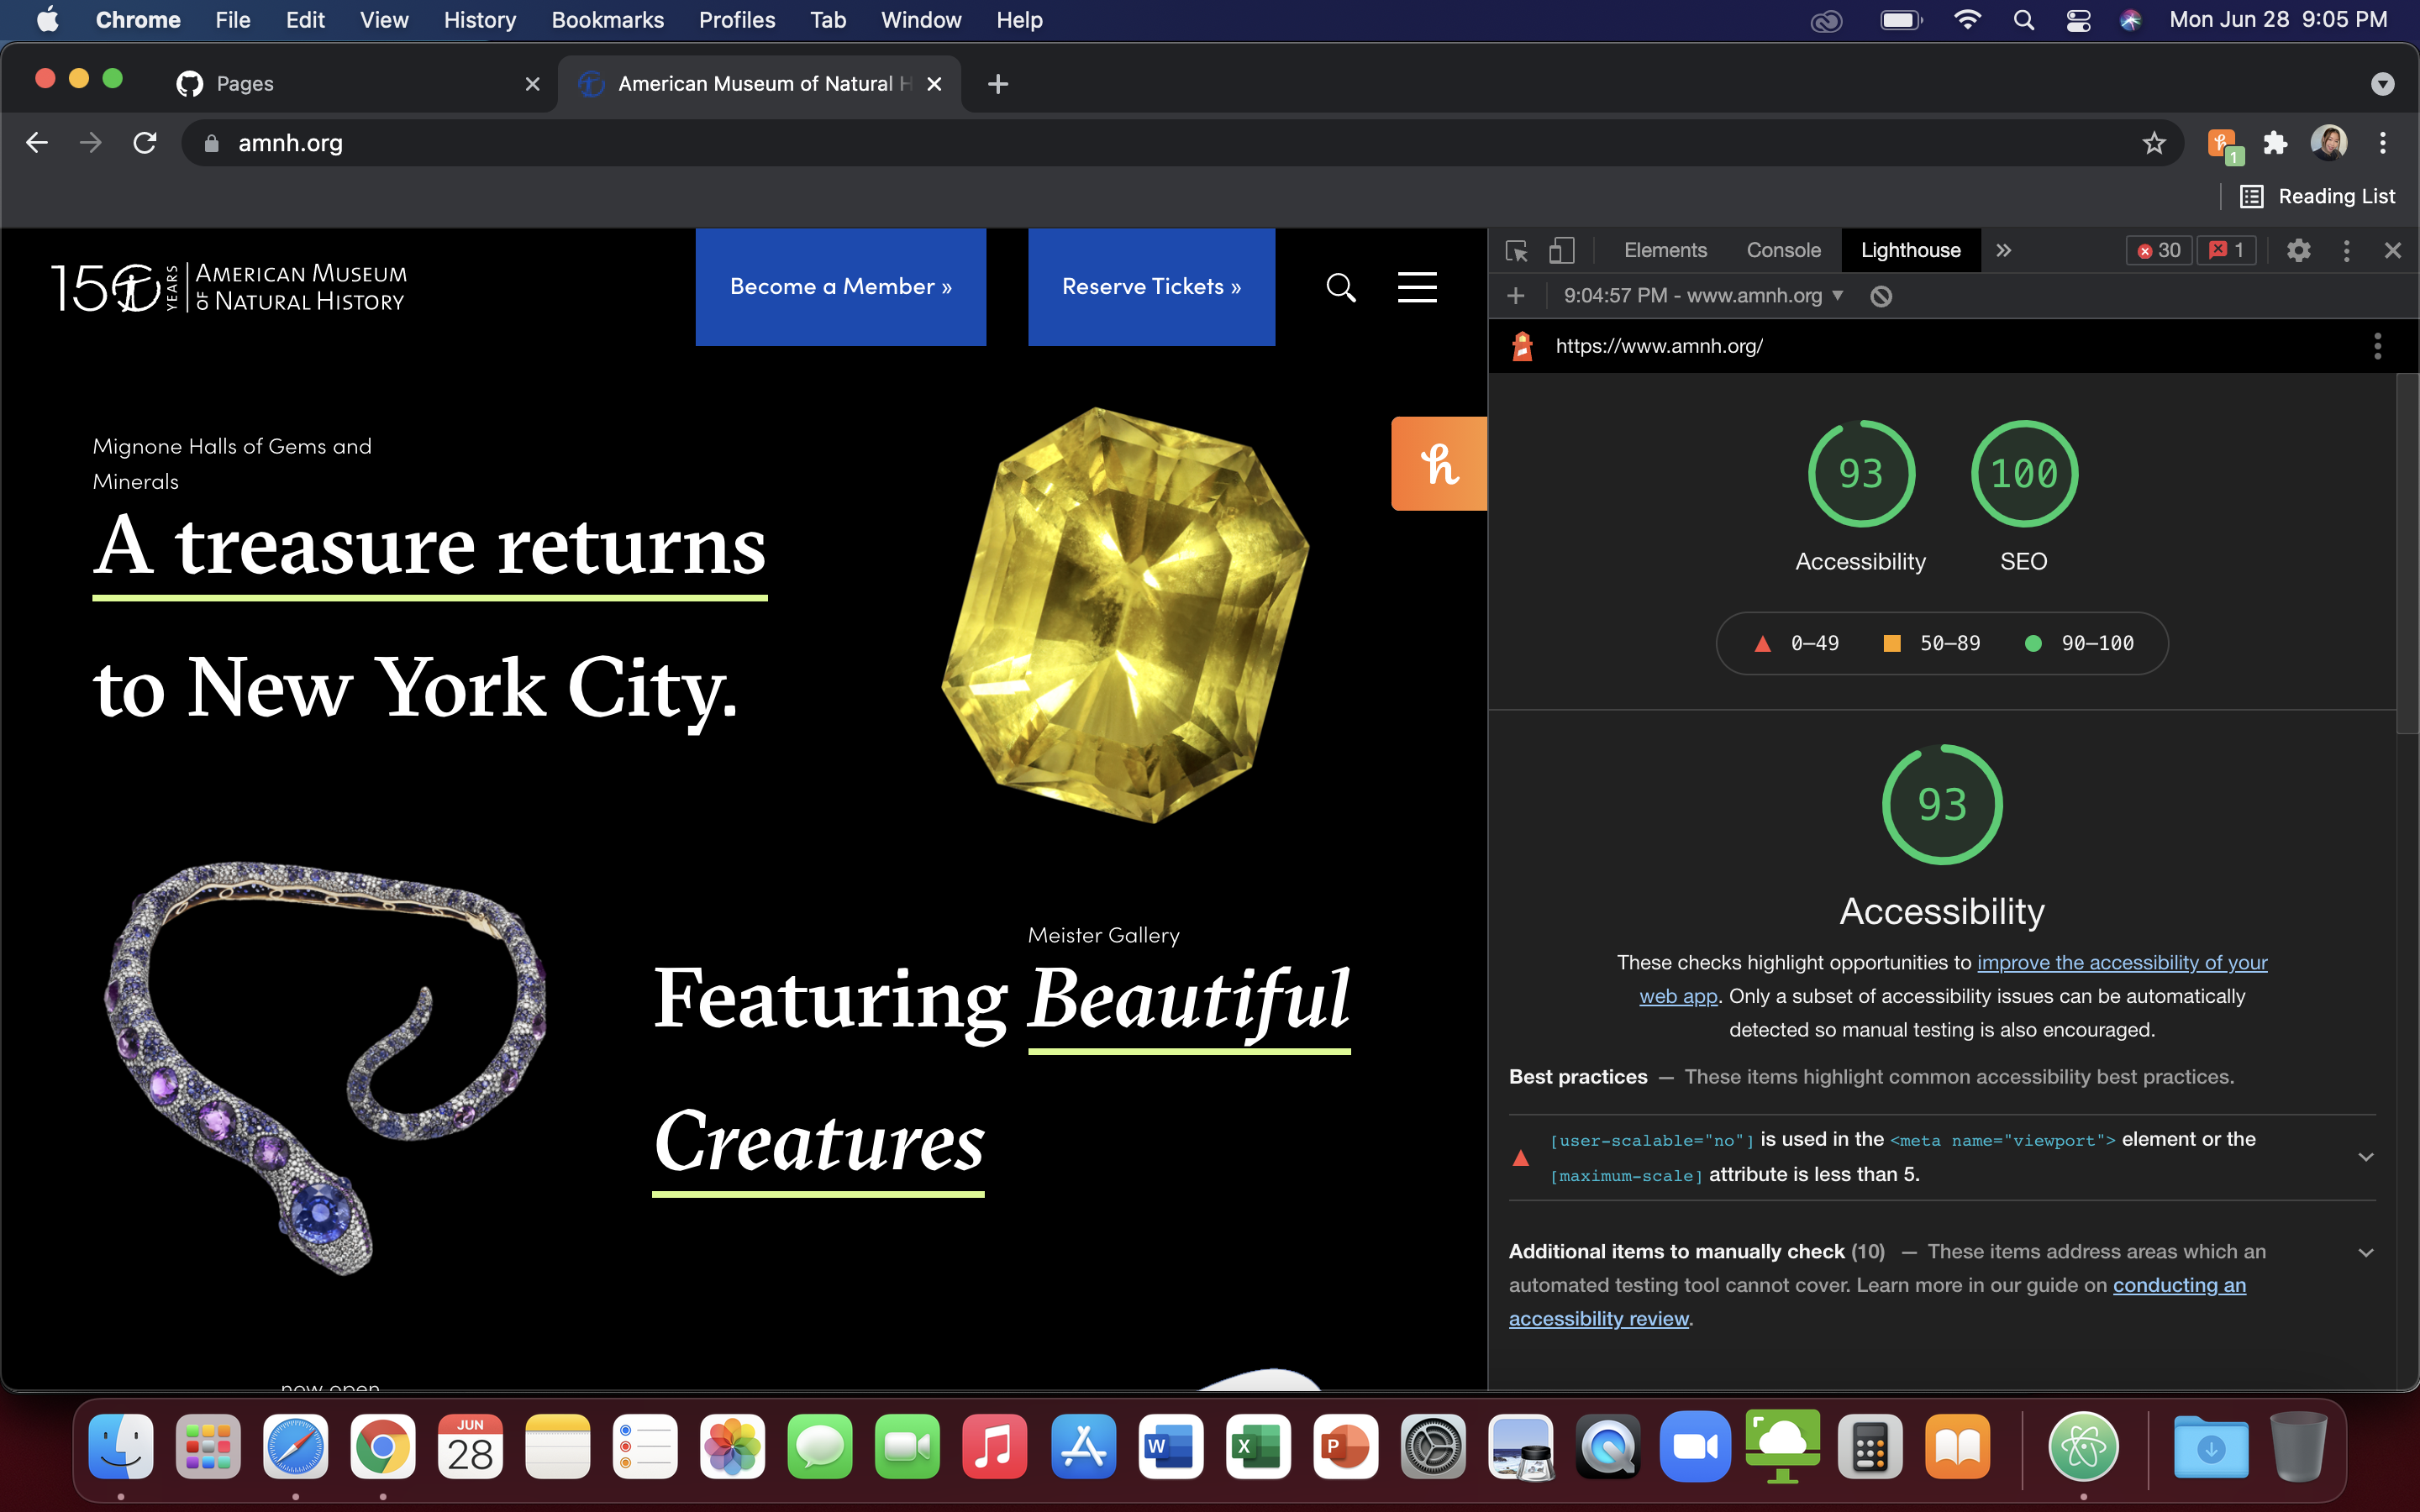 Chrome File Edit View History Bookmarks Profiles Tab Window Help
Mon Jun 28 9:05 PM
Pages
American Museum of Natural H
amnh.org
1
Reading List
150 YEARS
AMERICAN MUSEUM
OF NATURAL HISTORY
Become a Member »
Reserve Tickets »
Mignone Halls of Gems and
Minerals
A treasure returns
to New York City.
h
Meister Gallery
Featuring Beautiful
Creatures
now open
Elements Console Lighthouse » 30 1
9:04:57 PM - www.amnh.org
https://www.amnh.org/
93 100
Accessibility SEO
0–49 50–89 90–100
93
Accessibility
These checks highlight opportunities to improve the accessibility of your
web app. Only a subset of accessibility issues can be automatically
detected so manual testing is also encouraged.
Best practices — These items highlight common accessibility best practices.
[user-scalable="no"] is used in the <meta name="viewport"> element or the
[maximum-scale] attribute is less than 5.
Additional items to manually check (10) — These items address areas which an
automated testing tool cannot cover. Learn more in our guide on conducting an
accessibility review.
JUN
28
W
X
P